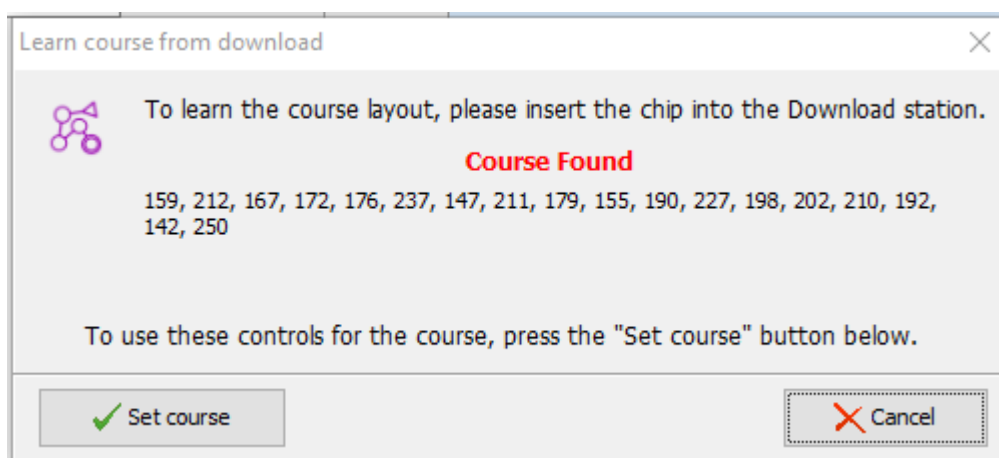 Learn course from download
To learn the course layout, please insert the chip into the Download station.
Course Found
159, 212, 167, 172, 176, 237, 147, 211, 179, 155, 190, 227, 198, 202, 210, 192,
142, 250
To use these controls for the course, press the "Set course" button below.
Set course
Cancel